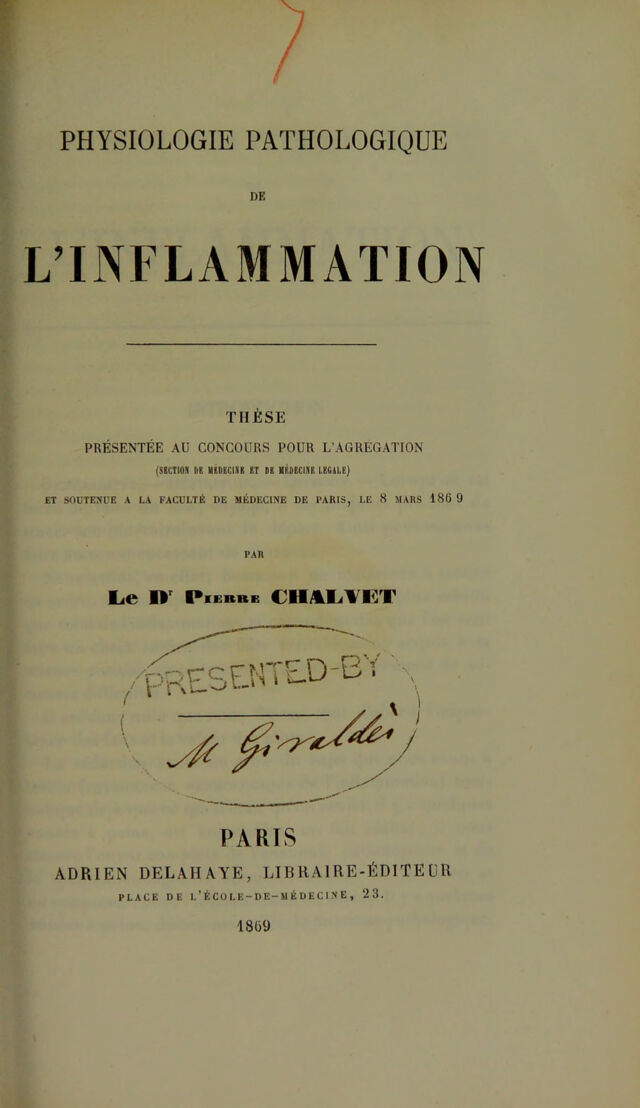 PHYSIOLOGIE PATHOLOGIQUE
DE
L'INFLAMMATION
THÈSE
PRÉSENTÉE AU CONCOURS POUR L'AGRÉGATION
(SECTION DE MÉDECINE ET DE MÉDECINE LEGALE)
ET SOUTENUE A LA FACULTÉ DE MÉDECINE DE PARIS, LE 8 MARS 1869
PAR
Le Dr Pierre CHALVET
PRESENTED-BY
M Giraldès
PARIS
ADRIEN DELAHAYE, LIBRAIRE-ÉDITEUR
PLACE DE L'ÉCOLE-DE-MÉDECINE, 23.
1869